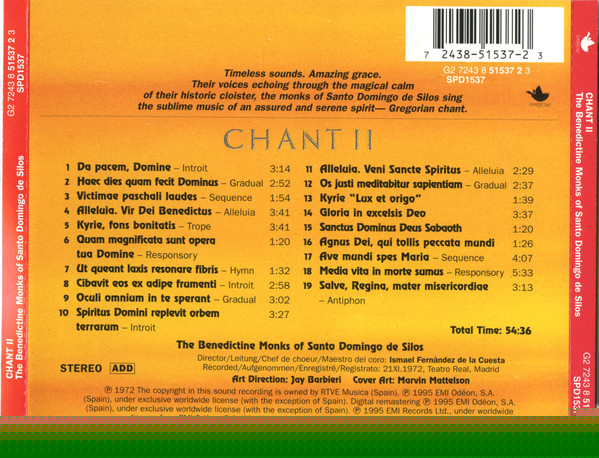 CHANT II
The Benedictine Monks of Santo Domingo de Silos
G2 7243 8 51537 2 3
SPD1537
7 2438-51537-2 3
G2 7243 8 51537 2 3
SPD1537
Timeless sounds. Amazing grace.
Their voices echoing through the magical calm
of their historic cloister, the monks of Santo Domingo de Silos sing
the sublime music of an assured and serene spirit— Gregorian chant.
CHANT II
1 Da pacem, Domine – Introit 3:14
2 Haec dies quam fecit Dominus – Gradual 2:52
3 Victimae paschali laudes – Sequence 1:54
4 Alleluia. Vir Dei Benedictus – Alleluia 3:41
5 Kyrie, fons bonitatis – Trope 3:41
6 Quam magnificata sunt opera 1:20
tua Domine – Responsory
7 Ut queant laxis resonare fibris – Hymn 1:32
8 Cibavit eos ex adipe frumenti – Introit 2:58
9 Oculi omnium in te sperant – Gradual 3:02
10 Spiritus Domini replevit orbem 3:27
terrarum – Introit
11 Alleluia. Veni Sancte Spiritus – Alleluia 2:29
12 Os justi meditabitur sapientiam – Gradual 2:37
13 Kyrie "Lux et origo" 1:39
14 Gloria in excelsis Deo 3:37
15 Sanctus Dominus Deus Sabaoth 1:20
16 Agnus Dei, qui tollis peccata mundi 1:26
17 Ave mundi spes Maria – Sequence 4:07
18 Media vita in morte sumus – Responsory 5:33
19 Salve, Regina, mater misericordiae 3:13
– Antiphon
Total Time: 54:36
The Benedictine Monks of Santo Domingo de Silos
Director/Leitung/Chef de choeur/Maestro del coro: Ismael Fernández de la Cuesta
Recorded/Aufgenommen/Enregistré/Registrato: 21.XI.1972, Teatro Real, Madrid
Art Direction: Jay Barbieri Cover Art: Marvin Mattelson
STEREO ADD
℗ 1972 The copyright in this sound recording is owned by RTVE Musica (Spain). ℗ 1995 EMI Odéon, S.A.
(Spain), under exclusive worldwide license (with the exception of Spain). Digital remastering ℗ 1995 EMI Odéon, S.A.
(Spain), under exclusive worldwide license (with the exception of Spain). © 1995 EMI Records Ltd., under worldwide
CHANT II
The Benedictine Monks of Santo Domingo de Silos
G2 7243 8 51537 2 3
SPD1537